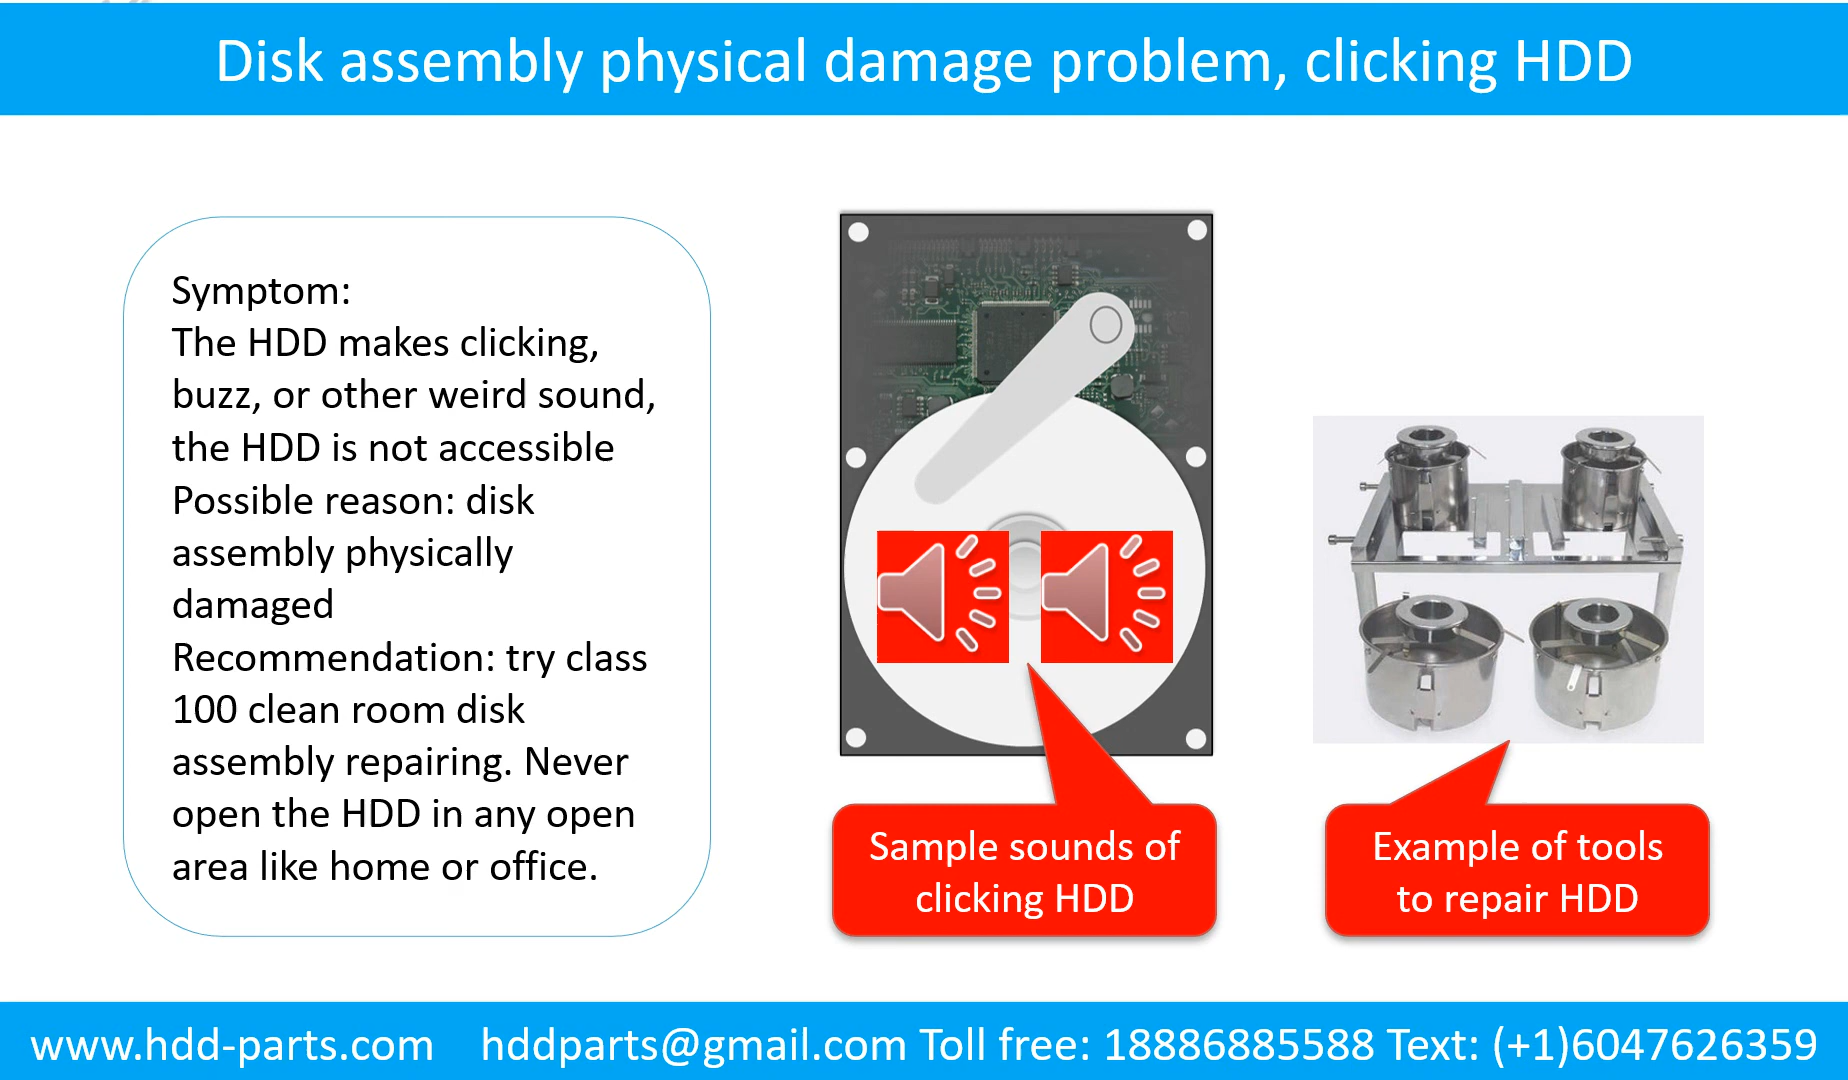 Disk assembly physical damage problem, clicking HDD
Symptom:
The HDD makes clicking,
buzz, or other weird sound,
the HDD is not accessible
Possible reason: disk
assembly physically
damaged
Recommendation: try class
100 clean room disk
assembly repairing. Never
open the HDD in any open
area like home or office.
Sample sounds of
clicking HDD
Example of tools
to repair HDD
www.hdd-parts.com hddparts@gmail.com Toll free: 18886885588 Text: (+1)6047626359